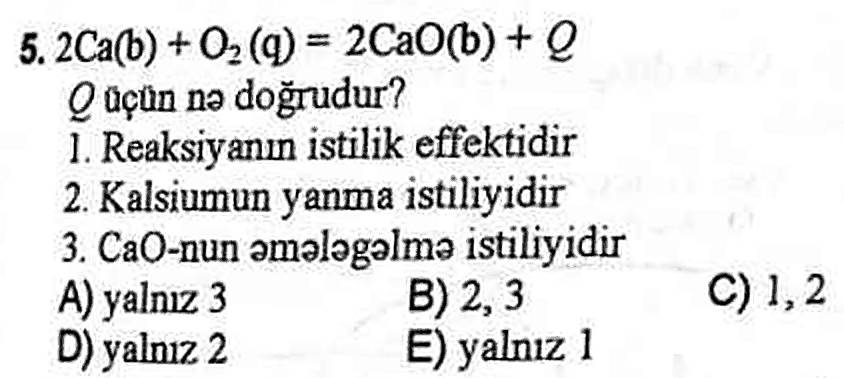 5. 2Ca(b) + O₂ (q) = 2CaO(b) + Q
Q üçün nə doğrudur?
1. Reaksiyanın istilik effektidir
2. Kalsiumun yanma istiliyidir
3. CaO-nun əmələgəlmə istiliyidir
A) yalnız 3 B) 2, 3 C) 1, 2
D) yalnız 2 E) yalnız 1